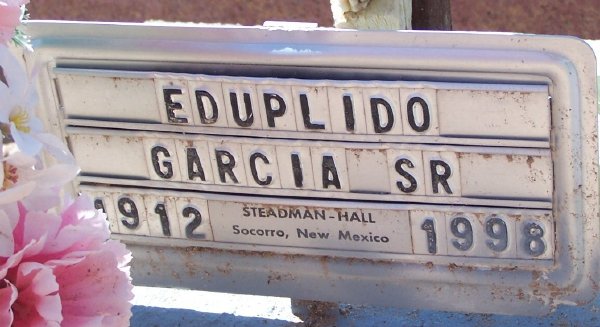 EDUPLIDO
GARCIA SR
1912 STEADMAN-HALL 1998
Socorro, New Mexico